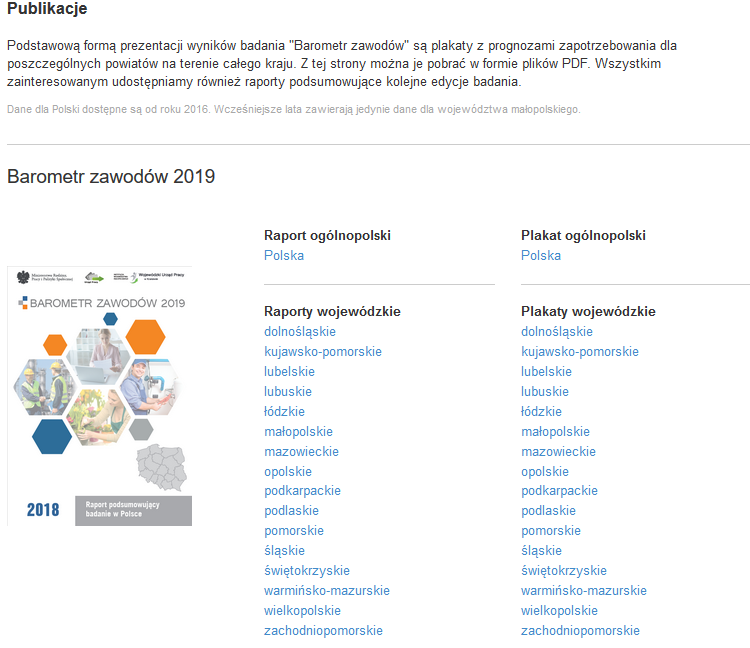 Publikacje
Podstawową formą prezentacji wyników badania "Barometr zawodów" są plakaty z prognozami zapotrzebowania dla
poszczególnych powiatów na terenie całego kraju. Z tej strony można je pobrać w formie plików PDF. Wszystkim
zainteresowanym udostępniamy również raporty podsumowujące kolejne edycje badania.
Dane dla Polski dostępne są od roku 2016. Wcześniejsze lata zawierają jedynie dane dla województwa małopolskiego.
Barometr zawodów 2019
Wojewódzki Urząd Pracy
BAROMETR ZAWODÓW 2019
2018
Raport podsumowujący
badanie w Polsce
Raport ogólnopolski
Polska
Raporty wojewódzkie
dolnośląskie
kujawsko-pomorskie
lubelskie
lubuskie
łódzkie
małopolskie
mazowieckie
opolskie
podkarpackie
podlaskie
pomorskie
śląskie
świętokrzyskie
warmińsko-mazurskie
wielkopolskie
zachodniopomorskie
Plakat ogólnopolski
Polska
Plakaty wojewódzkie
dolnośląskie
kujawsko-pomorskie
lubelskie
lubuskie
łódzkie
małopolskie
mazowieckie
opolskie
podkarpackie
podlaskie
pomorskie
śląskie
świętokrzyskie
warmińsko-mazurskie
wielkopolskie
zachodniopomorskie